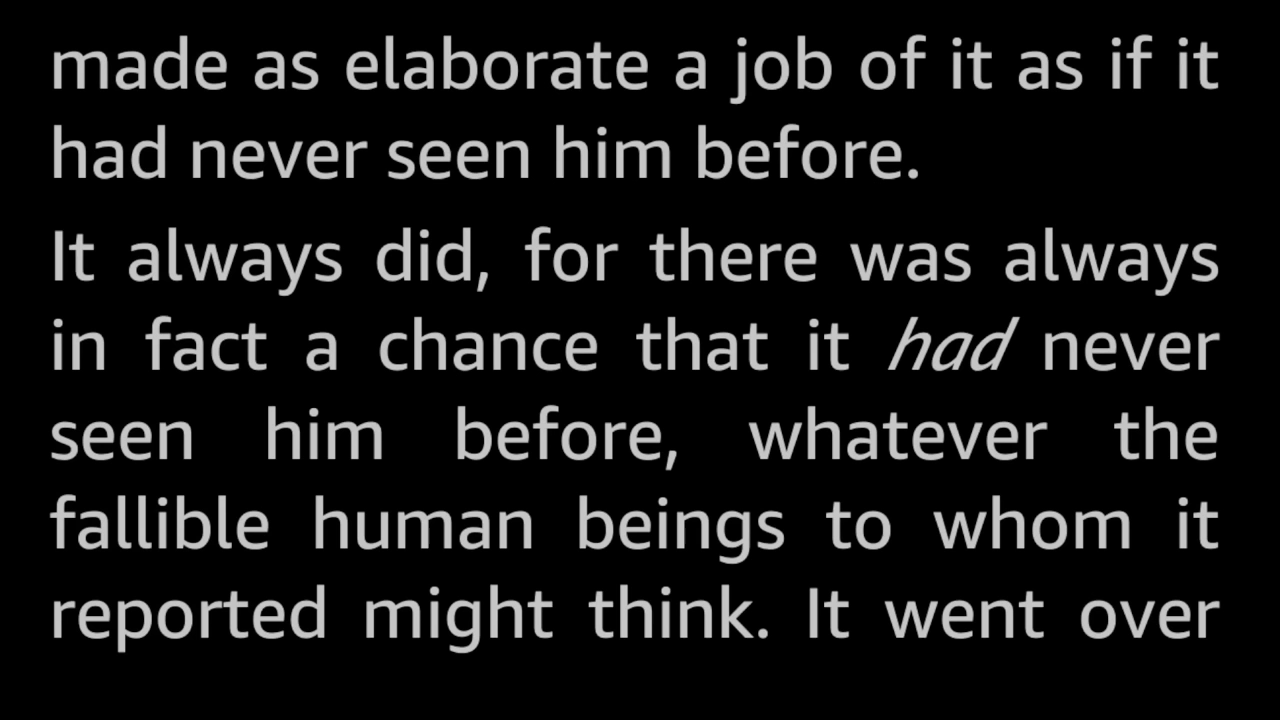 made as elaborate a job of it as if it
had never seen him before.
It always did, for there was always
in fact a chance that it had never
seen him before, whatever the
fallible human beings to whom it
reported might think. It went over